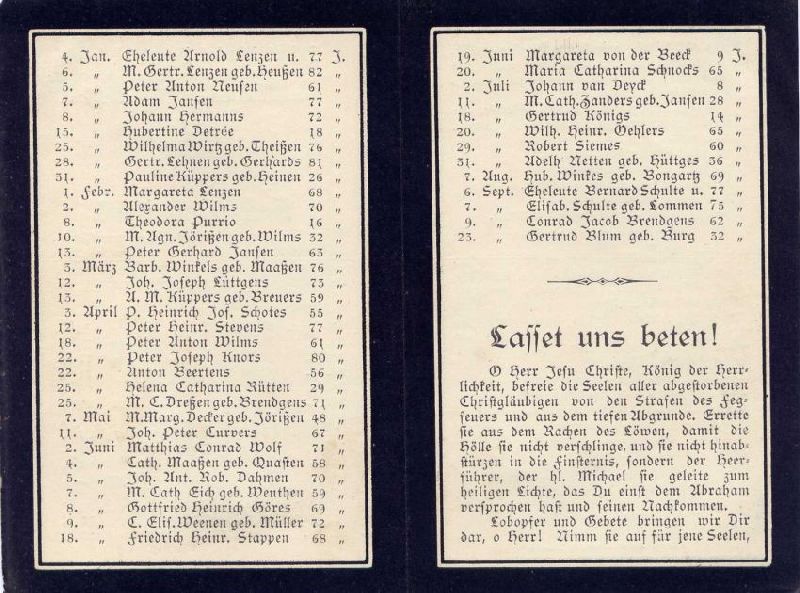 4. Jan. Eheleute Arnold Lenzen u. 77 J.
6. „ M. Gertr. Lenzen geb. Heußen 82 „
5. „ Peter Anton Neusen 61 „
7. „ Adam Jansen 77 „
8. „ Johann Hermanns 72 „
15. „ Hubertine Detrée 18 „
25. „ Wilhelma Wirtz geb. Theißen 76 „
28. „ Gertr. Lehnen geb. Gerhards 81 „
31. „ Pauline Küppers geb. Heinen 26 „
1. Febr. Margareta Lenzen 68 „
2. „ Alexander Wilms 70 „
8. „ Theodora Purrio 16 „
10. „ M. Agn. Jörißen geb. Wilms 32 „
13. „ Peter Gerhard Jansen 63 „
3. März Barb. Winkels geb. Maaßen 76 „
12. „ Joh. Joseph Lüttgens 73 „
13. „ A. M. Küppers geb. Breuers 59 „
3. April P. Heinrich Jos. Schotes 55 „
12. „ Peter Heinr. Stevens 77 „
18. „ Peter Anton Wilms 61 „
22. „ Peter Joseph Knors 80 „
22. „ Anton Beertens 56 „
25. „ Helena Catharina Rütten 29 „
25. „ M. C. Dreßen geb. Brendgens 71 „
7. Mai M. Marg. Decker geb. Jörißen 48 „
11. „ Joh. Peter Curvers 67 „
2. Juni Matthias Conrad Wolf 71 „
4. „ Cath. Maaßen geb. Quasten 58 „
5. „ Joh. Ant. Rob. Dahmen 70 „
7. „ M. Cath Eich geb. Wenthen 59 „
8. „ Gottfried Heinrich Göres 69 „
9. „ C. Elis. Weenen geb. Müller 72 „
18. „ Friedrich Heinr. Stappen 68 „
19. Juni Margareta von der Beeck 9 J.
20. „ Maria Catharina Schnocks 65 „
2. Juli Johann van Deyck 8 „
11. „ M. Cath. Zanders geb. Jansen 28 „
18. „ Gertrud Königs 14 „
20. „ Wilh. Heinr. Oehlers 65 „
29. „ Robert Siemes 60 „
31. „ Adelh Netten geb. Hüttges 36 „
7. Aug. Hub. Winkes geb. Bongartz 69 „
6. Sept. Eheleute Bernard Schulte u. 77 „
7. „ Elisab. Schulte geb. Lommen 75 „
9. „ Conrad Jacob Brendgens 62 „
23. „ Gertrud Blum geb. Burg 32 „
Lasset uns beten!
O Herr Jesu Christe, König der Herr-
lichkeit, befreie die Seelen aller abgestorbenen
Christgläubigen von den Strafen des Feg-
feuers und aus dem tiefen Abgrunde. Errette
sie aus dem Rachen des Löwen, damit die
Hölle sie nicht verschlinge, und sie nicht hinab-
stürzen in die Finsternis, sondern der Heer-
führer, der hl. Michael sie geleite zum
heiligen Lichte, das Du einst dem Abraham
versprochen hast und seinen Nachkommen.
Lobopfer und Gebete bringen wir Dir
dar, o Herr! Nimm sie auf für jene Seelen,